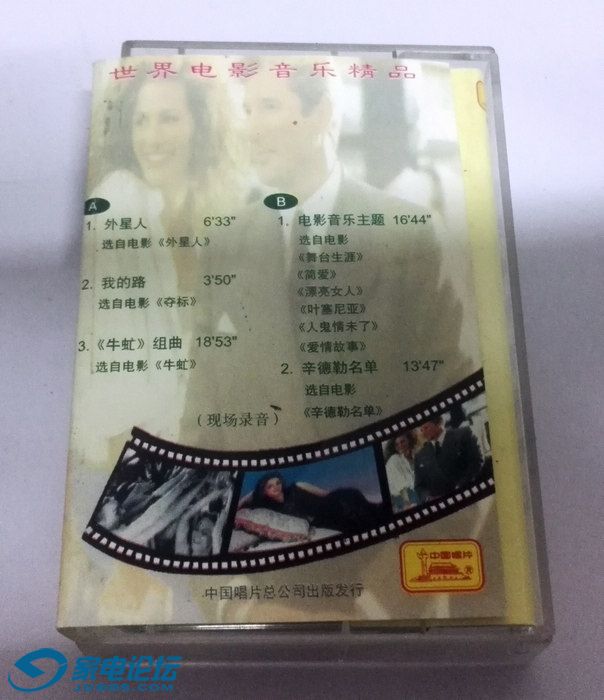 世界电影音乐精品
A
1. 外星人 6'33"
选自电影《外星人》
2. 我的路 3'50"
选自电影《夺标》
3.《牛虻》组曲 18'53"
选自电影《牛虻》
B
1. 电影音乐主题 16'44"
选自电影
《舞台生涯》
《简爱》
《漂亮女人》
《叶塞尼亚》
《人鬼情未了》
《爱情故事》
2. 辛德勒名单 13'47"
选自电影
《辛德勒名单》
（现场录音）
中国唱片
®
中国唱片总公司出版发行
家电论坛